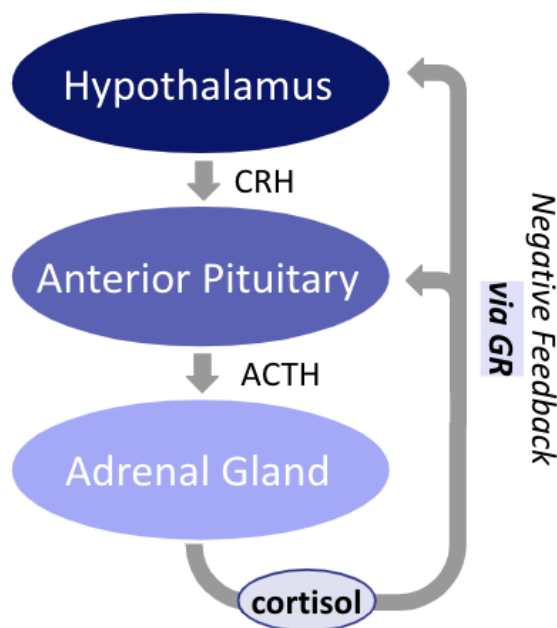 Hypothalamus
CRH
Anterior Pituitary
ACTH
Adrenal Gland
cortisol
Negative Feedback
via GR